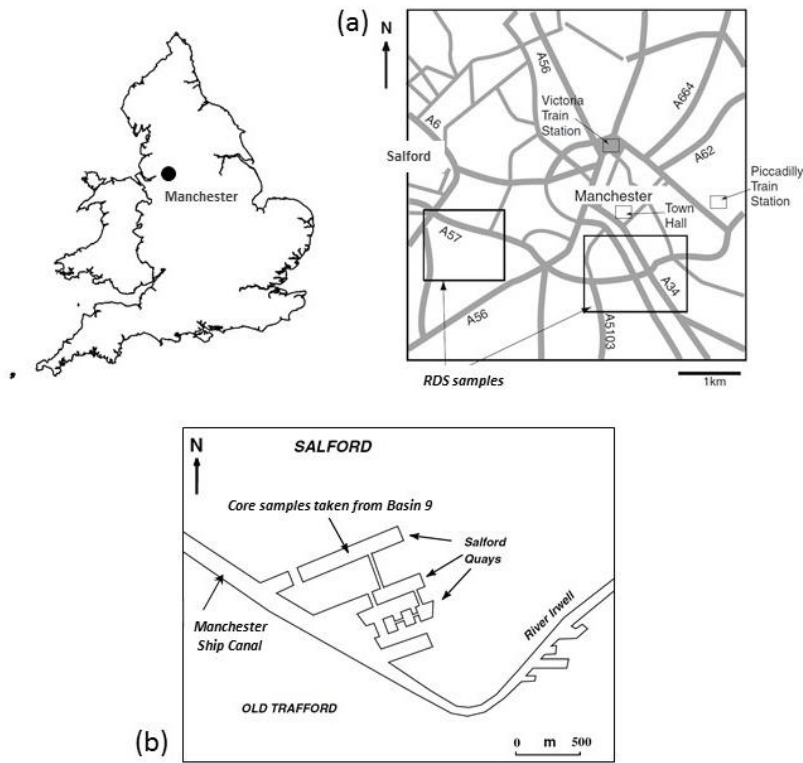 Manchester
(a)
N
A56
A664
Victoria
Train
Station
A6
A62
Salford
Piccadilly
Train
Station
Manchester
Town
Hall
A57
A34
A56
A5103
RDS samples
1km
N
SALFORD
Core samples taken from Basin 9
Salford
Quays
Manchester
Ship Canal
River Irwell
OLD TRAFFORD
0 m 500
(b)